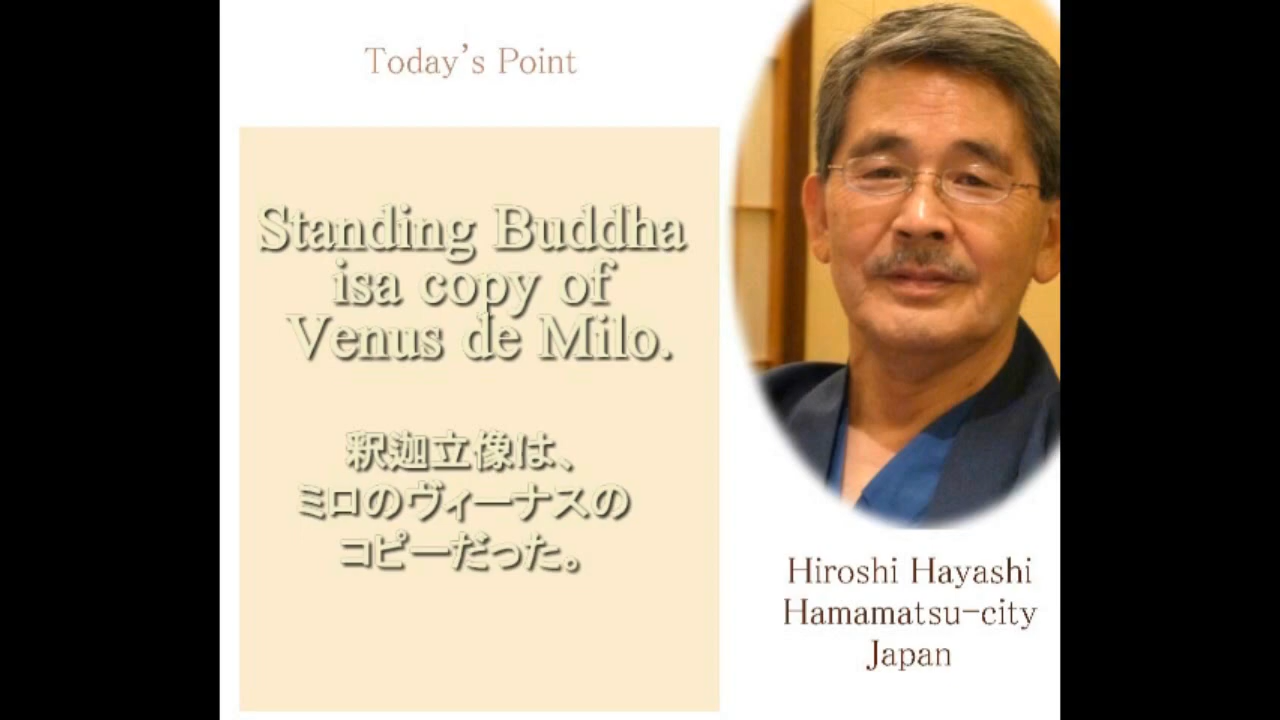 Today's Point
Standing Buddha
isa copy of
Venus de Milo.
釈迦立像は、
ミロのヴィーナスの
コピーだった。
Hiroshi Hayashi
Hamamatsu-city
Japan